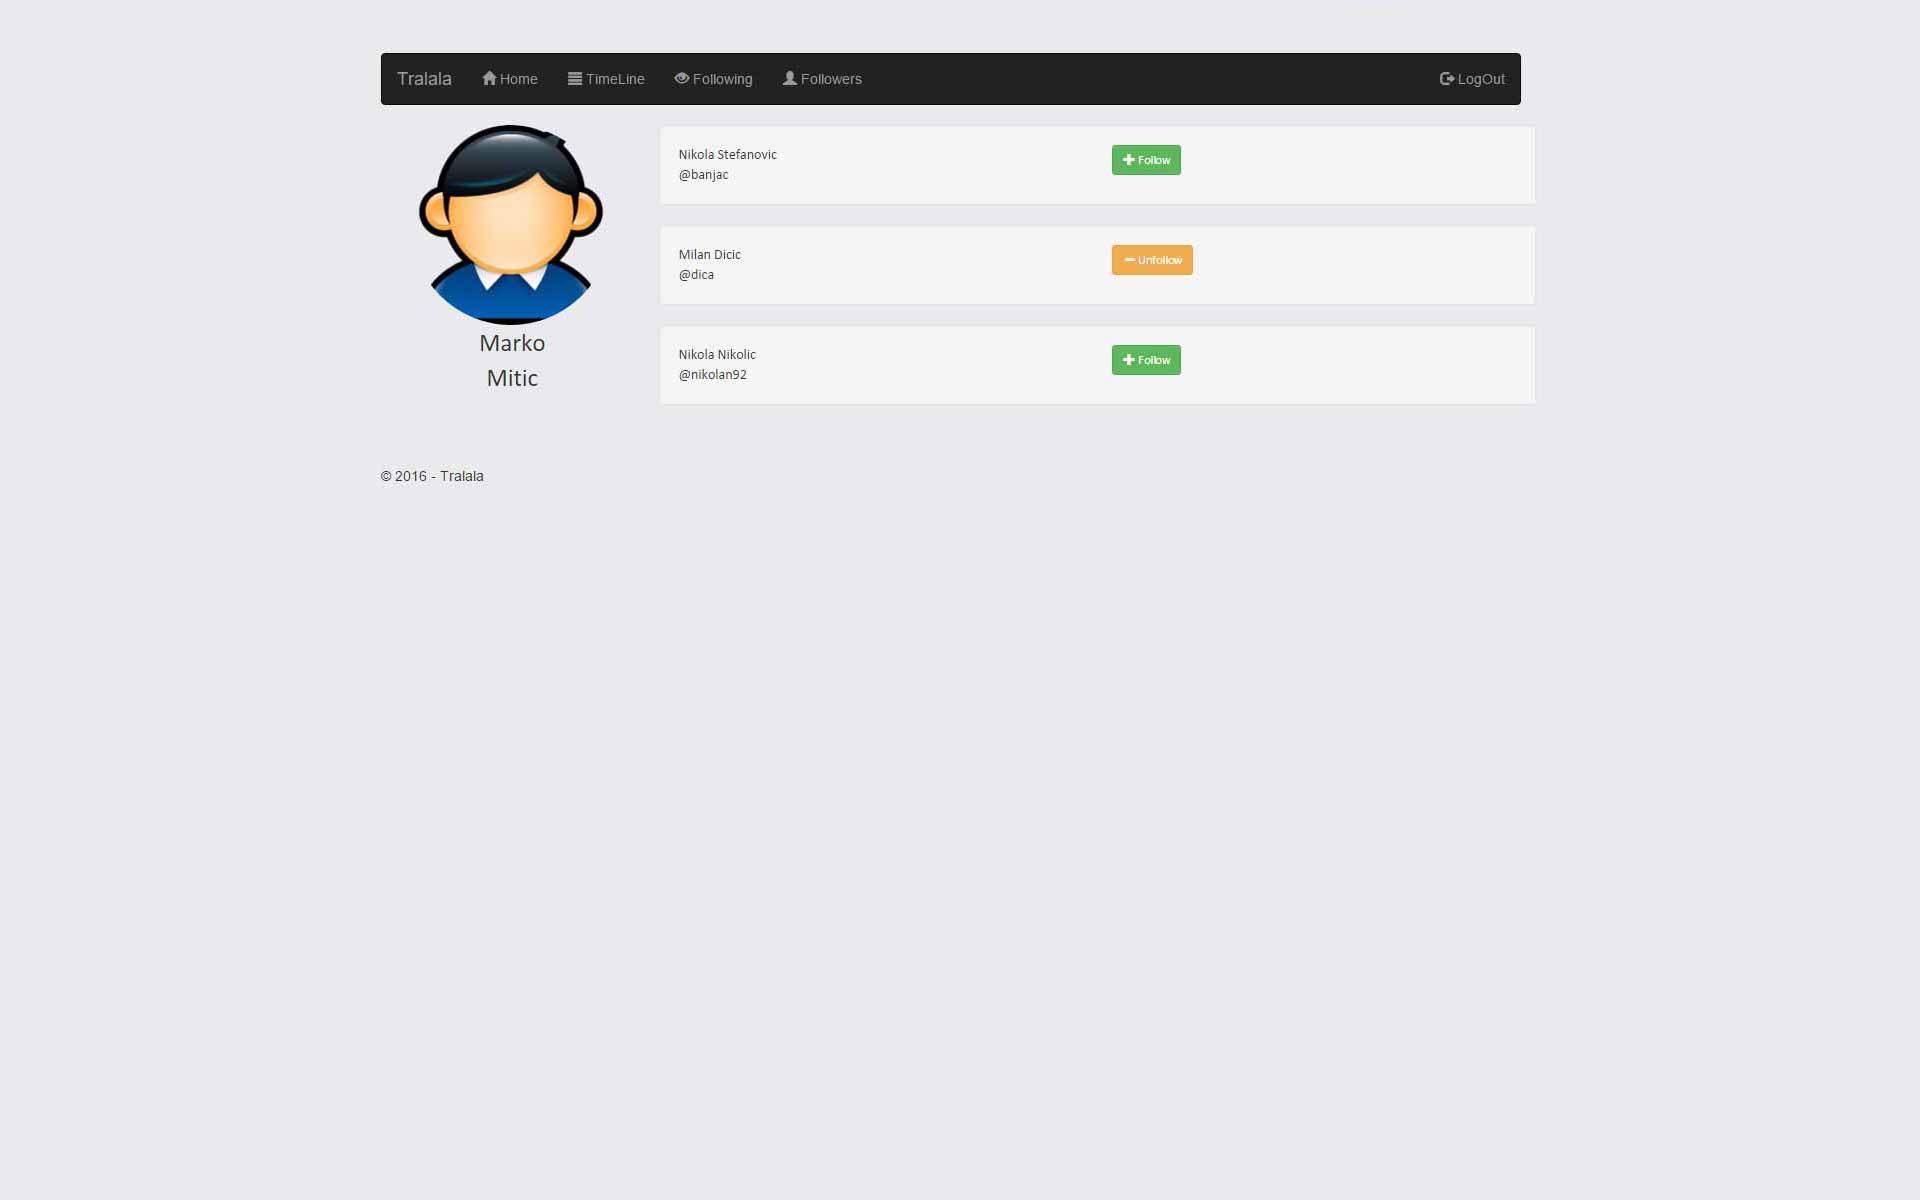 Tralala Home TimeLine Following Followers LogOut
Nikola Stefanovic
@banjac
Follow
Milan Dicic
@dica
Unfollow
Nikola Nikolic
@nikolan92
Follow
Marko
Mitic
© 2016 - Tralala